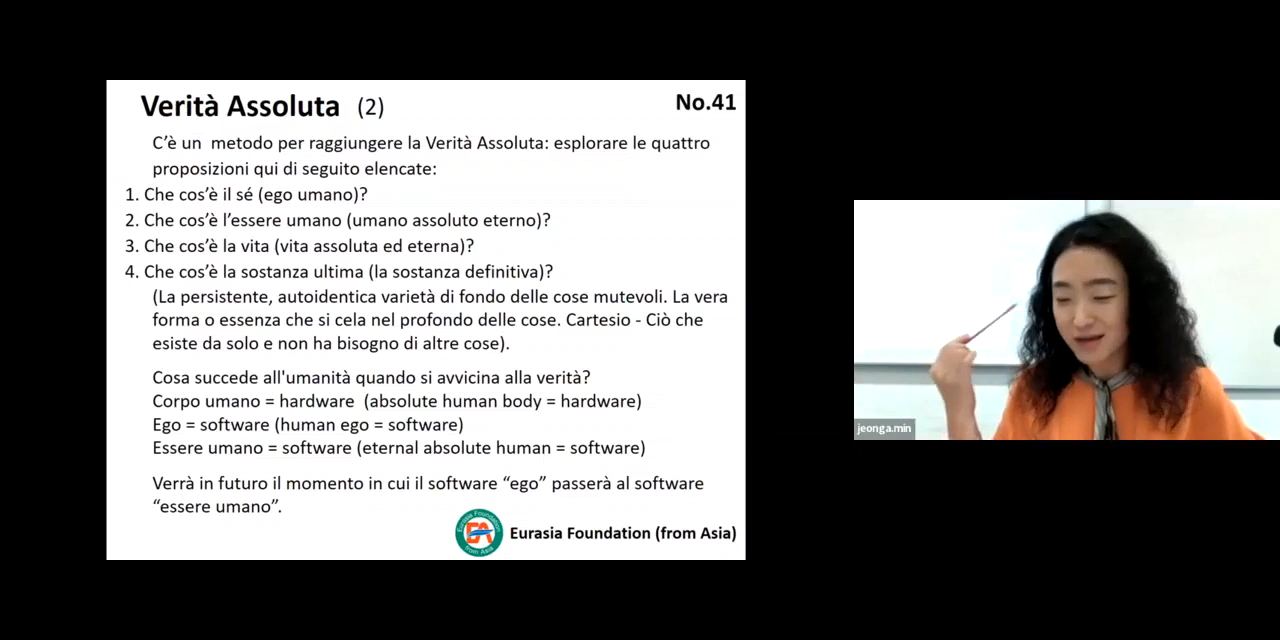 Verità Assoluta (2)
No.41
C'è un metodo per raggiungere la Verità Assoluta: esplorare le quattro
proposizioni qui di seguito elencate:
1. Che cos'è il sé (ego umano)?
2. Che cos'è l'essere umano (umano assoluto eterno)?
3. Che cos'è la vita (vita assoluta ed eterna)?
4. Che cos'è la sostanza ultima (la sostanza definitiva)?
(La persistente, autoidentica varietà di fondo delle cose mutevoli. La vera
forma o essenza che si cela nel profondo delle cose. Cartesio - Ciò che
esiste da solo e non ha bisogno di altre cose).
Cosa succede all'umanità quando si avvicina alla verità?
Corpo umano = hardware (absolute human body = hardware)
Ego = software (human ego = software)
Essere umano = software (eternal absolute human = software)
Verrà in futuro il momento in cui il software “ego” passerà al software
“essere umano”.
Eurasia Foundation
EA
from Asia
Eurasia Foundation (from Asia)
jeonga.min